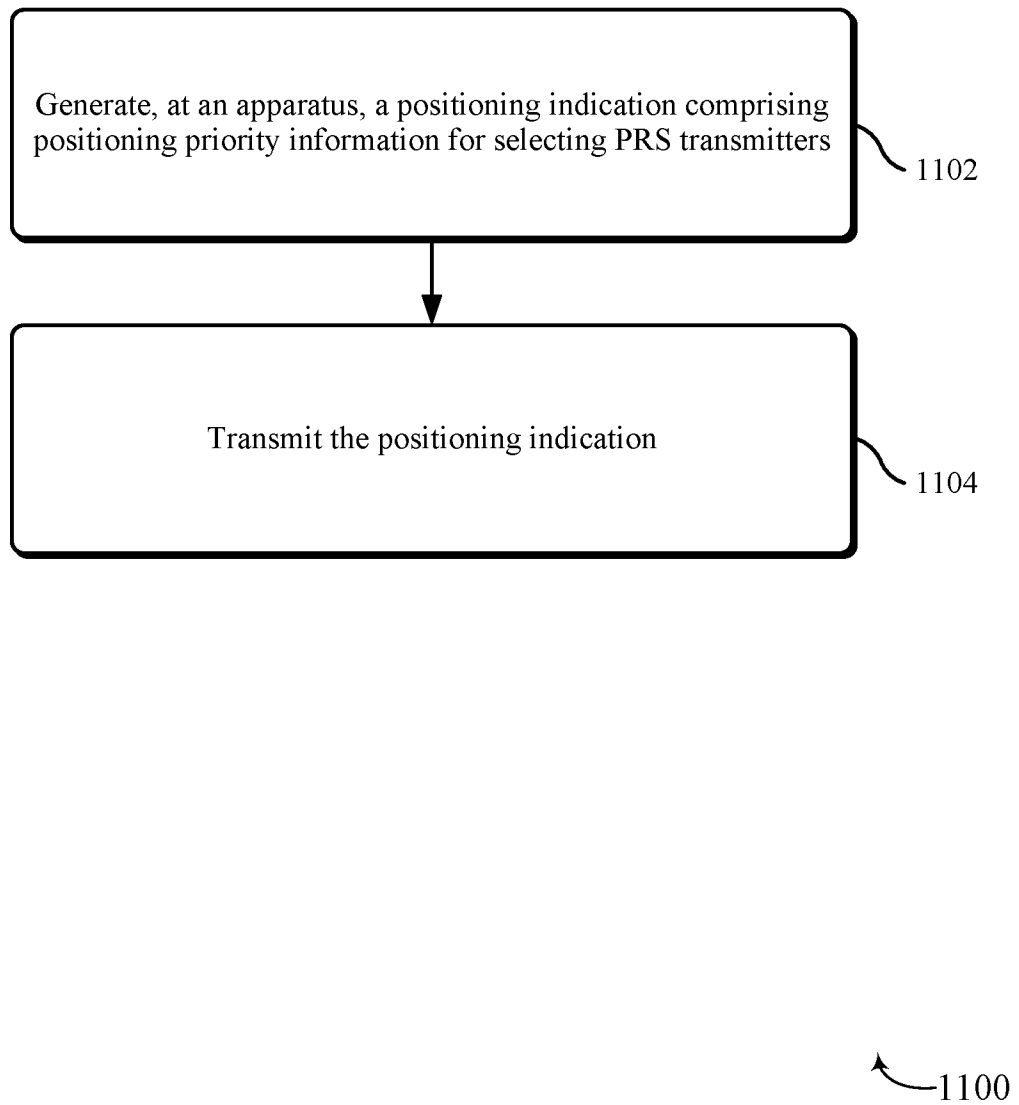 Generate, at an apparatus, a positioning indication comprising
positioning priority information for selecting PRS transmitters
1102
Transmit the positioning indication
1104
1100